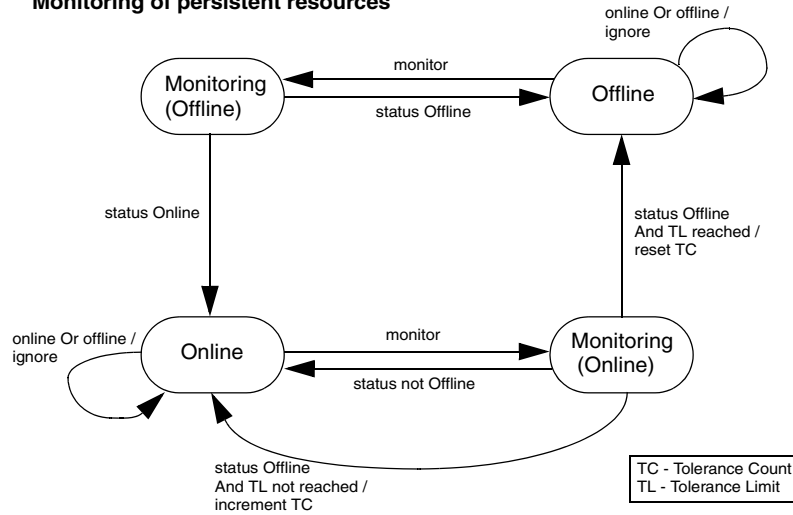 Monitoring of persistent resources
online Or offline /
ignore
Monitoring
(Offline)
monitor
status Offline
Offline
status Online
status Offline
And TL reached /
reset TC
online Or offline /
ignore
Online
monitor
status not Offline
Monitoring
(Online)
status Offline
And TL not reached /
increment TC
TC - Tolerance Count
TL - Tolerance Limit